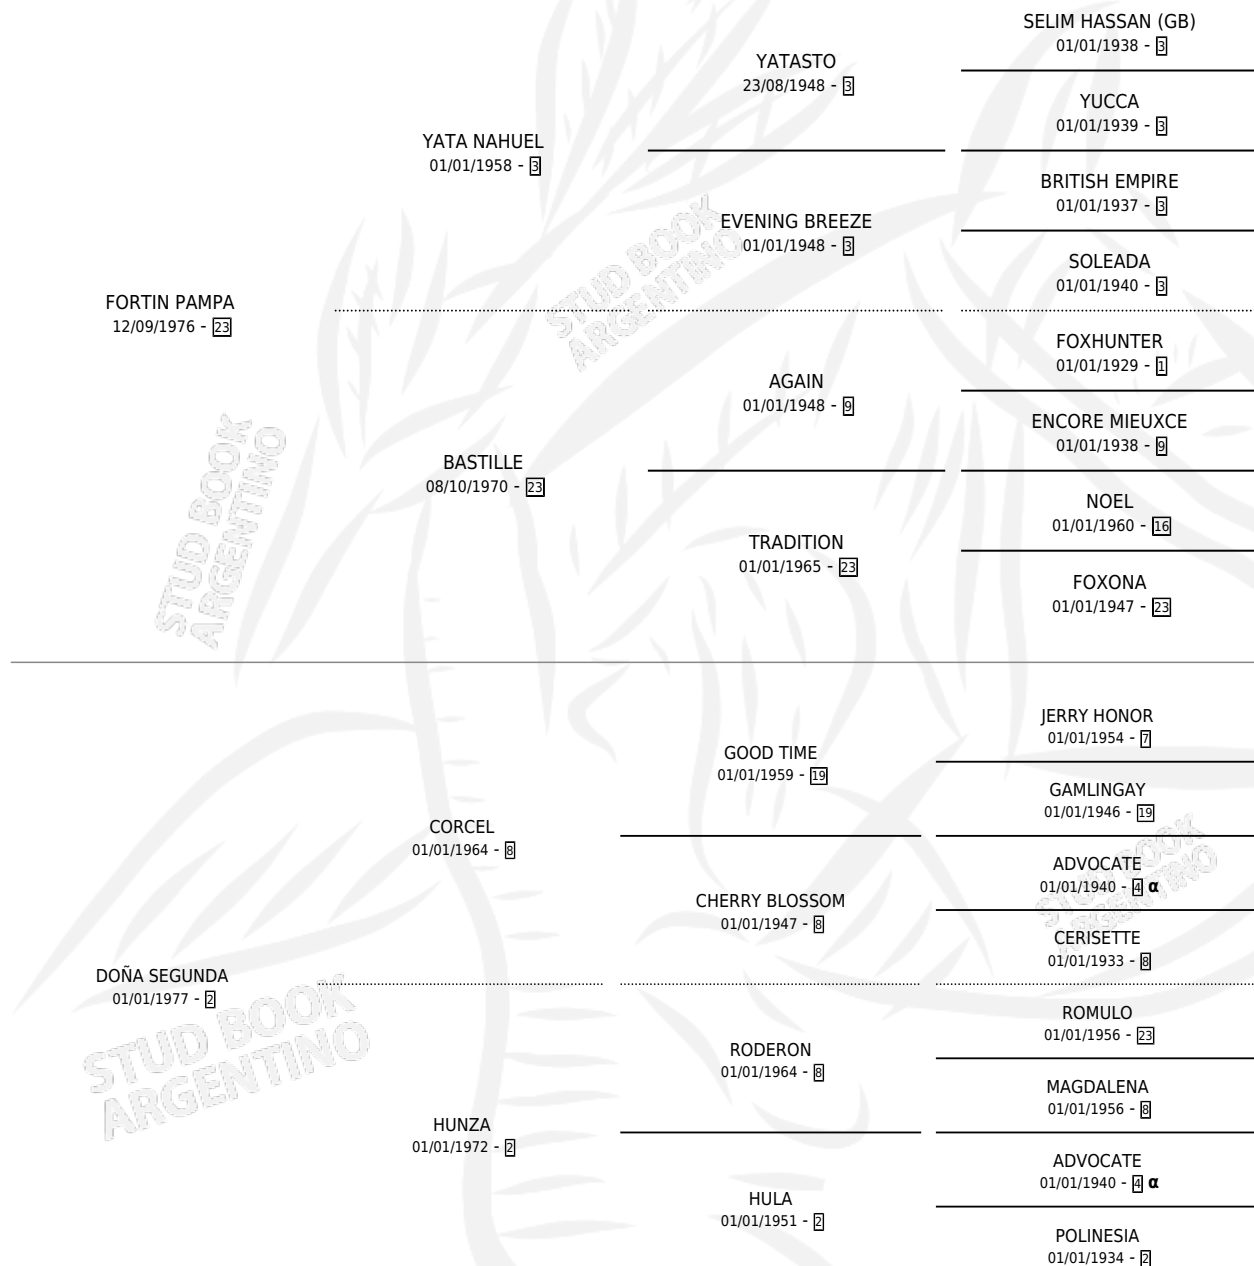 SELIM HASSAN (GB)
01/01/1938 - 3
YATASTO
23/08/1948 - 3
YUCCA
01/01/1939 - 3
YATA NAHUEL
01/01/1958 - 3
BRITISH EMPIRE
01/01/1937 - 3
EVENING BREEZE
01/01/1948 - 3
SOLEADA
01/01/1940 - 3
FORTIN PAMPA
12/09/1976 - 23
FOXHUNTER
01/01/1929 - 1
AGAIN
01/01/1948 - 9
ENCORE MIEUXCE
01/01/1938 - 9
BASTILLE
08/10/1970 - 23
NOEL
01/01/1960 - 16
TRADITION
01/01/1965 - 23
FOXONA
01/01/1947 - 23
JERRY HONOR
01/01/1954 - 7
GOOD TIME
01/01/1959 - 19
GAMLINGAY
01/01/1946 - 19
CORCEL
01/01/1964 - 8
ADVOCATE
01/01/1940 - 4 α
CHERRY BLOSSOM
01/01/1947 - 8
CERISETTE
01/01/1933 - 8
DOÑA SEGUNDA
01/01/1977 - 2
ROMULO
01/01/1956 - 23
RODERON
01/01/1964 - 8
MAGDALENA
01/01/1956 - 8
HUNZA
01/01/1972 - 2
ADVOCATE
01/01/1940 - 4 α
HULA
01/01/1951 - 2
POLINESIA
01/01/1934 - 2
STUD BOOK
ARGENTINO
STUD BOOK
ARGENTINO
STUD BOOK
ARGENTINO
STUD BOOK
ARGENTINO